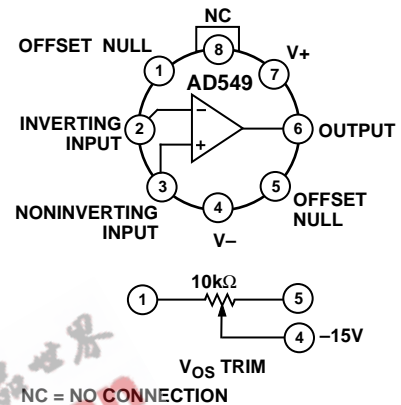 NC
8
OFFSET NULL
1
V+
7
AD549
INVERTING
INPUT
2
–
+
6
OUTPUT
3
NONINVERTING
INPUT
4
V–
5
OFFSET
NULL
10kΩ
1
5
4
–15V
VOS TRIM
NC = NO CONNECTION